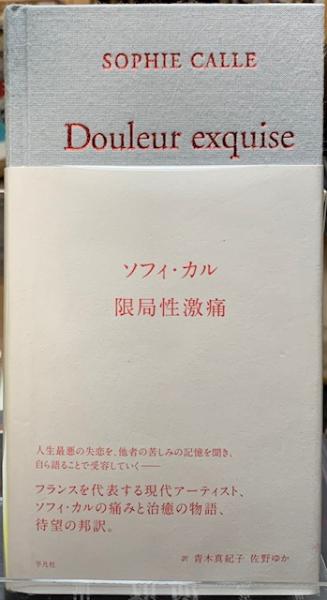 SOPHIE CALLE
Douleur exquise
ソフィ・カル
限局性激痛
人生最悪の失恋を、他者の苦しみの記憶を聞き、
自ら語ることで受容していく——
フランスを代表する現代アーティスト、
ソフィ・カルの痛みと治癒の物語、
待望の邦訳。
平凡社
訳 青木真紀子 佐野ゆか